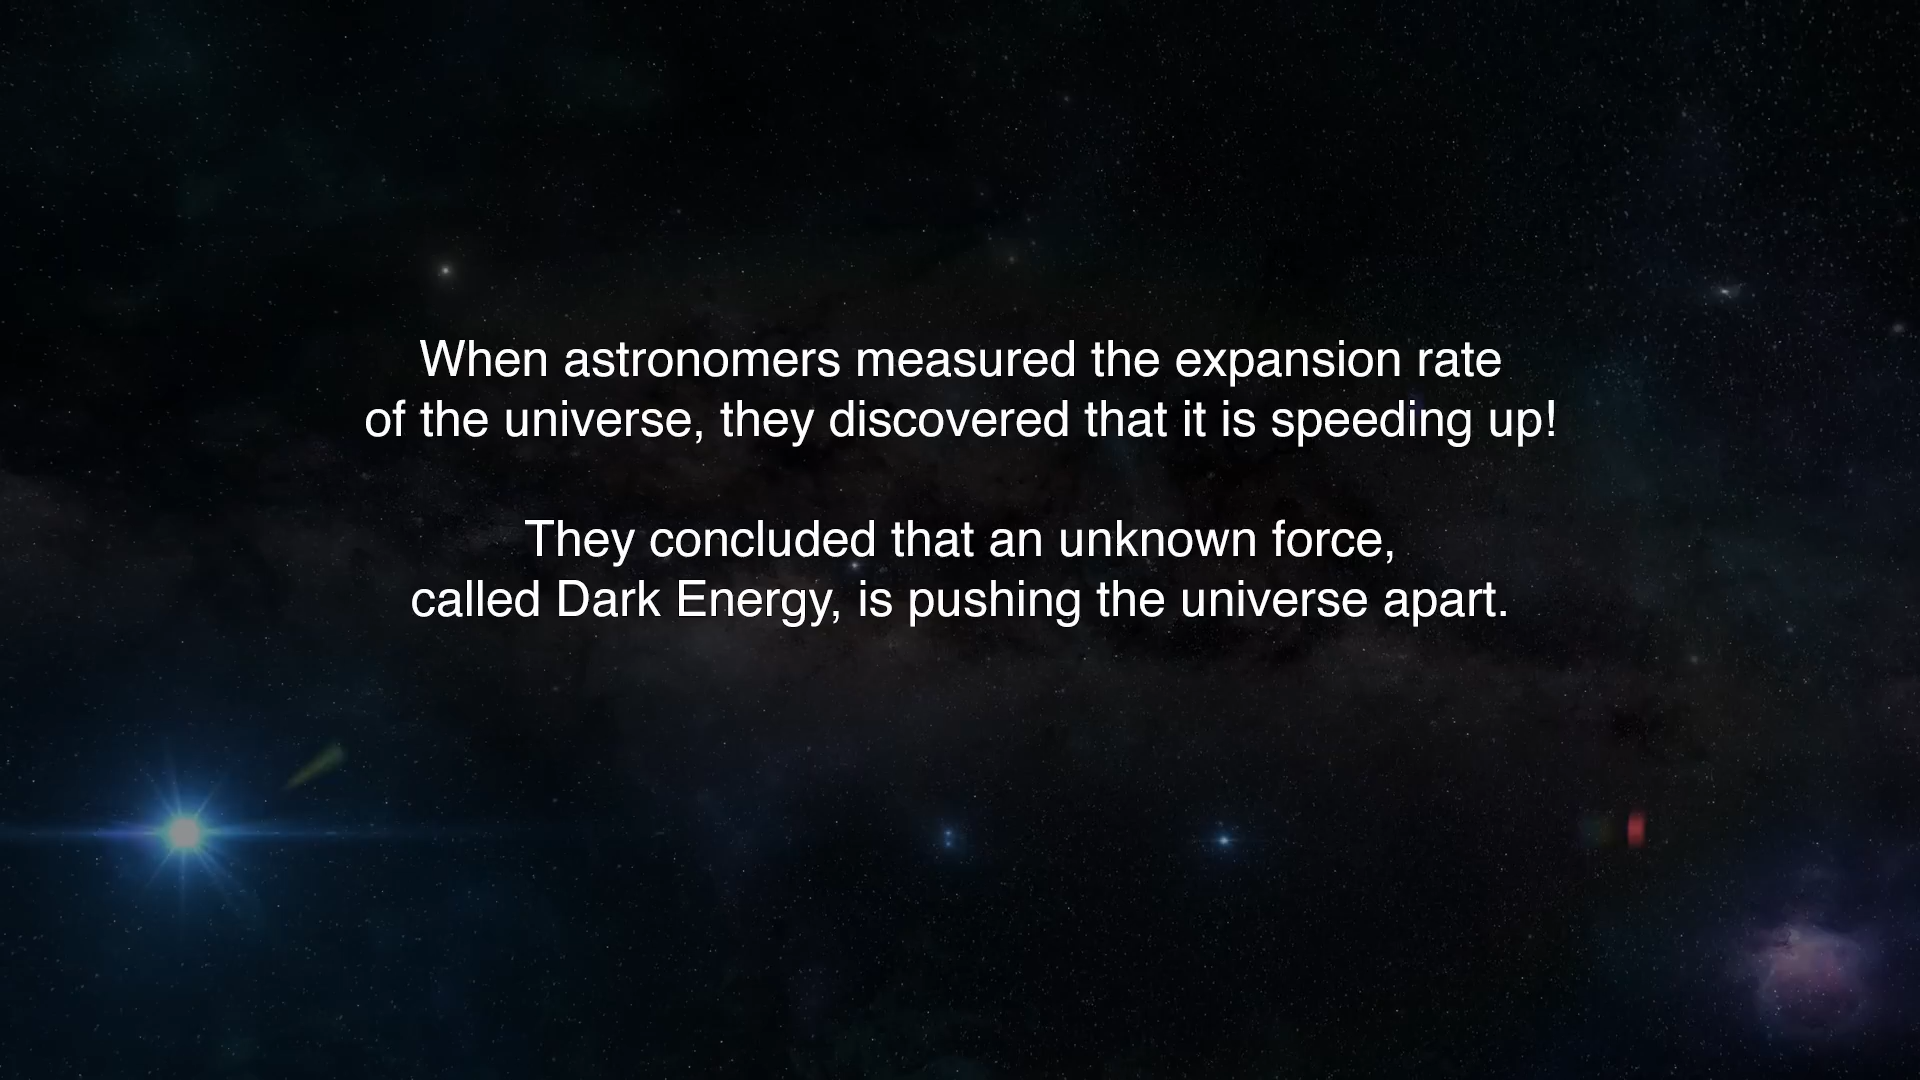 When astronomers measured the expansion rate
of the universe, they discovered that it is speeding up!
They concluded that an unknown force,
called Dark Energy, is pushing the universe apart.